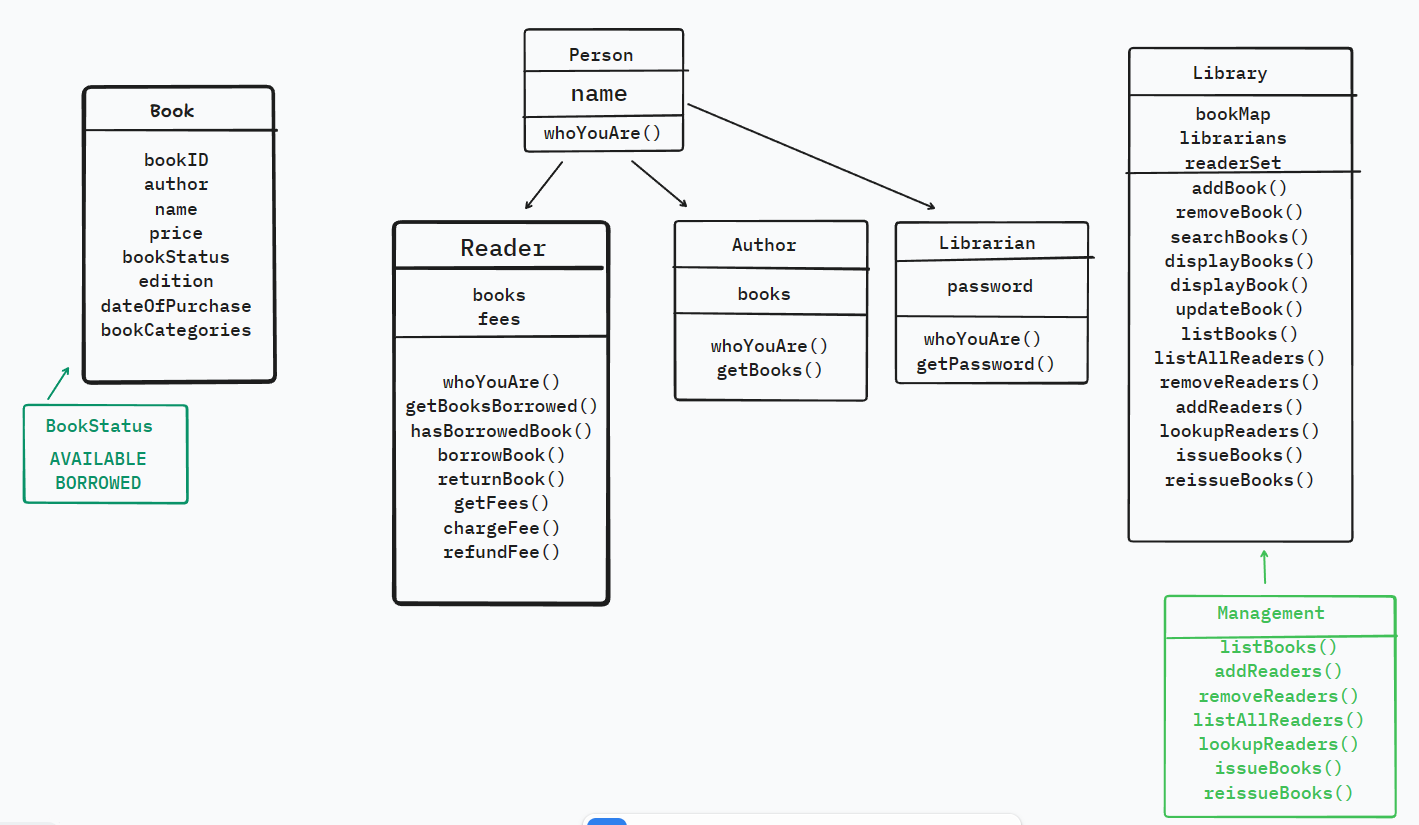 Book
bookID
author
name
price
bookStatus
edition
dateOfPurchase
bookCategories
BookStatus
AVAILABLE
BORROWED
Person
name
whoYouAre()
Reader
books
fees
whoYouAre()
getBooksBorrowed()
hasBorrowedBook()
borrowBook()
returnBook()
getFees()
chargeFee()
refundFee()
Author
books
whoYouAre()
getBooks()
Librarian
password
whoYouAre()
getPassword()
Library
bookMap
librarians
readerSet
addBook()
removeBook()
searchBooks()
displayBooks()
displayBook()
updateBook()
listBooks()
listAllReaders()
removeReaders()
addReaders()
lookupReaders()
issueBooks()
reissueBooks()
Management
listBooks()
addReaders()
removeReaders()
listAllReaders()
lookupReaders()
issueBooks()
reissueBooks()